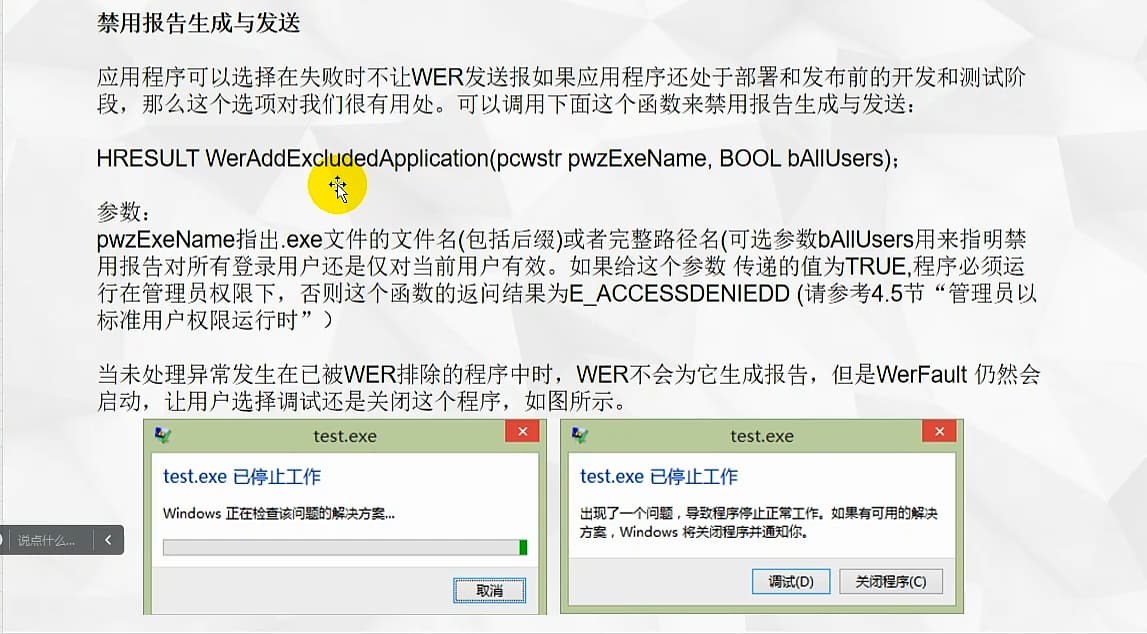 禁用报告生成与发送
应用程序可以选择在失败时不让WER发送报如果应用程序还处于部署和发布前的开发和测试阶
段，那么这个选项对我们很有用处。可以调用下面这个函数来禁用报告生成与发送：
HRESULT WerAddExcludedApplication(pcwstr pwzExeName, BOOL bAllUsers)；
参数：
pwzExeName指出.exe文件的文件名(包括后缀)或者完整路径名(可选参数bAllUsers用来指明禁
用报告对所有登录用户还是仅对当前用户有效。如果给这个参数 传递的值为TRUE,程序必须运
行在管理员权限下，否则这个函数的返问结果为E_ACCESSDENIEDD (请参考4.5节“管理员以
标准用户权限运行时”）
当未处理异常发生在已被WER排除的程序中时，WER不会为它生成报告，但是WerFault 仍然会
启动，让用户选择调试还是关闭这个程序，如图所示。
test.exe
test.exe 已停止工作
Windows 正在检查该问题的解决方案...
取消
test.exe
test.exe 已停止工作
出现了一个问题，导致程序停止正常工作。如果有可用的解决
方案，Windows 将关闭程序并通知你。
调试(D) 关闭程序(C)
说点什么...